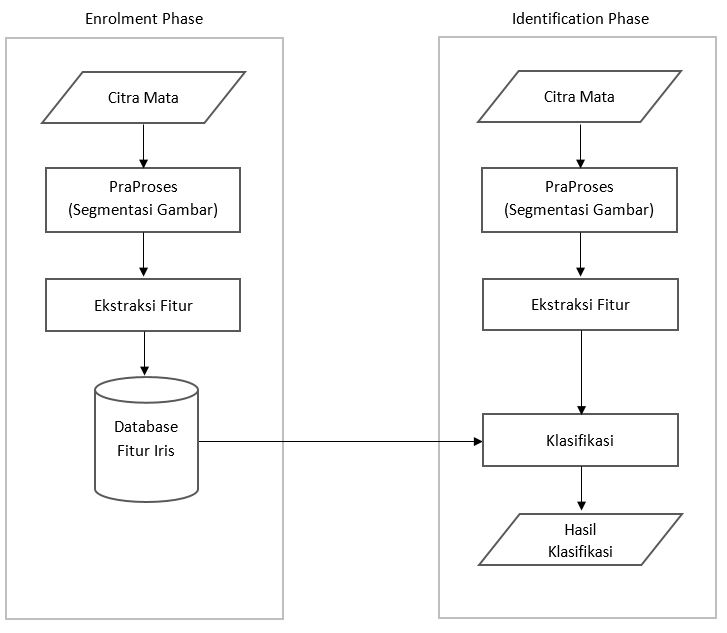 Enrolment Phase
Citra Mata
PraProses
(Segmentasi Gambar)
Ekstraksi Fitur
Database
Fitur Iris
Identification Phase
Citra Mata
PraProses
(Segmentasi Gambar)
Ekstraksi Fitur
Klasifikasi
Hasil
Klasifikasi